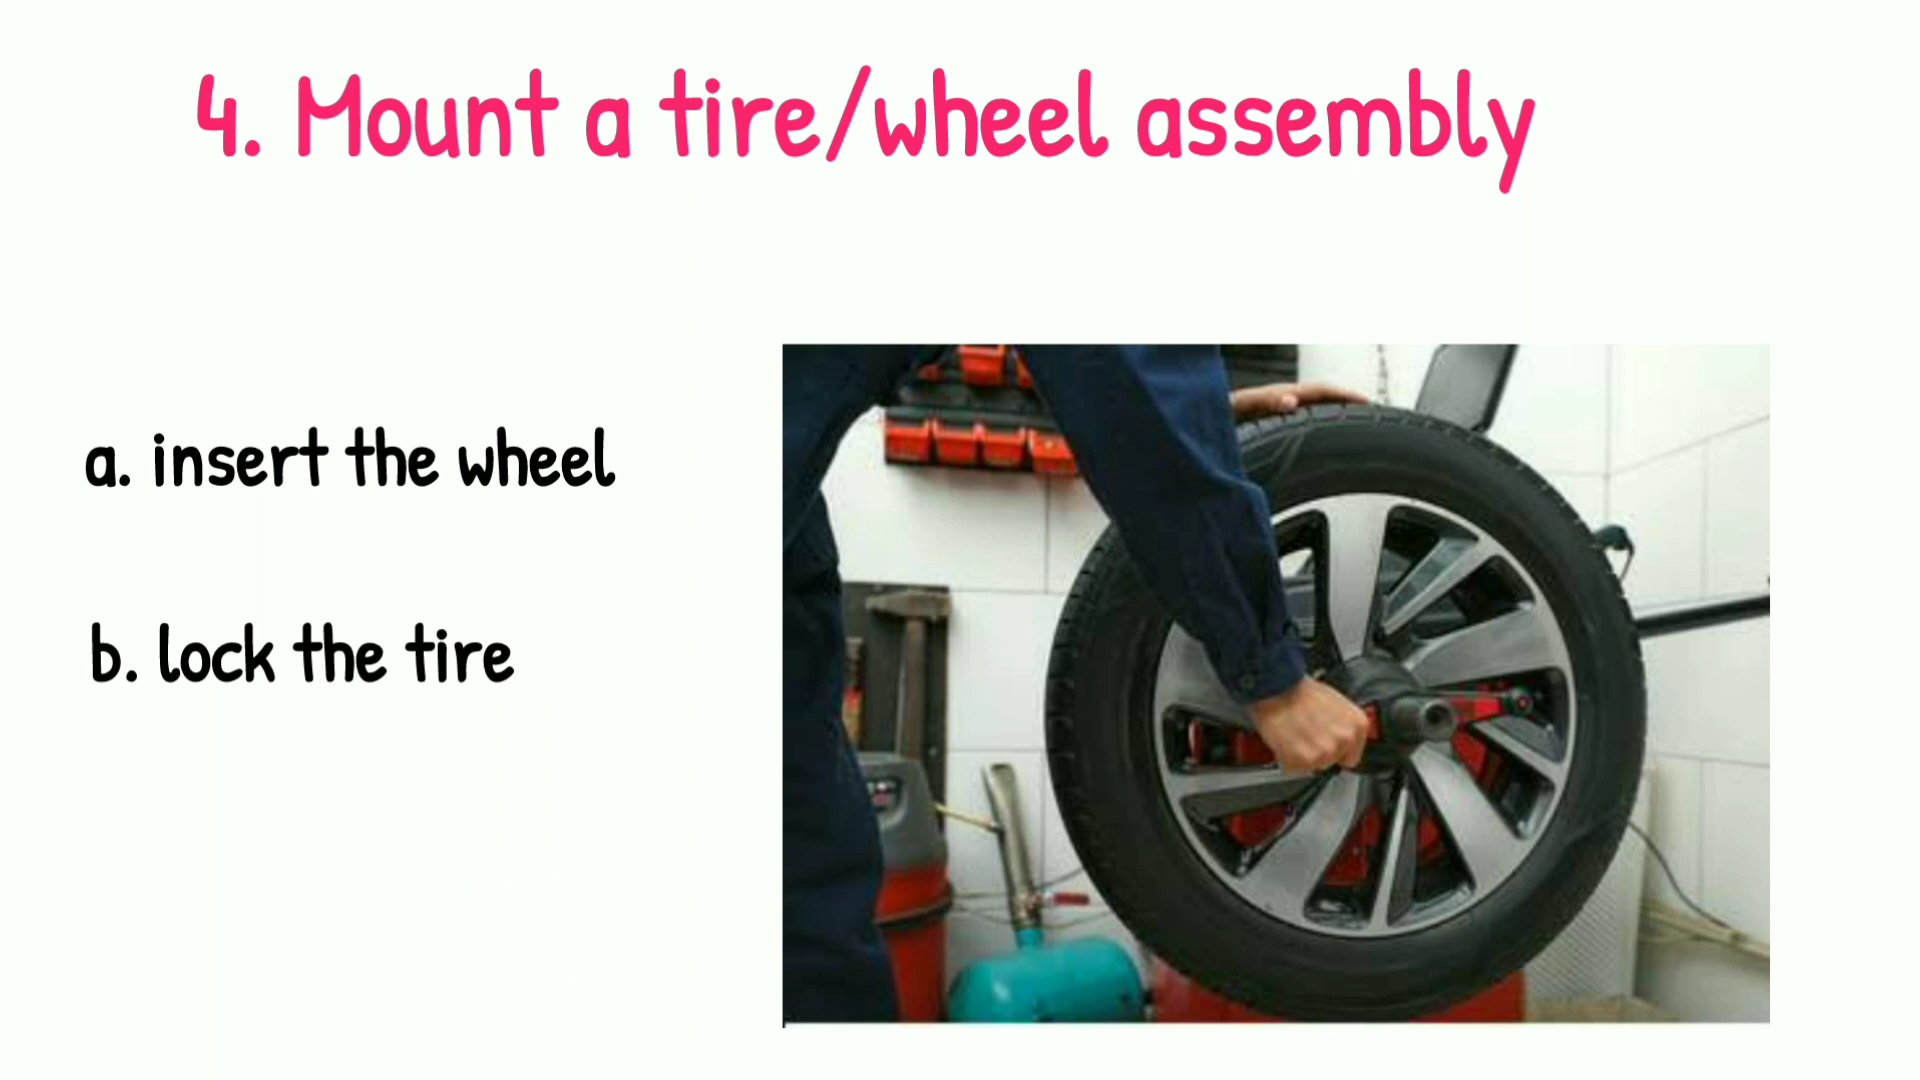 4. Mount a tire/wheel assembly
a. insert the wheel
b. lock the tire